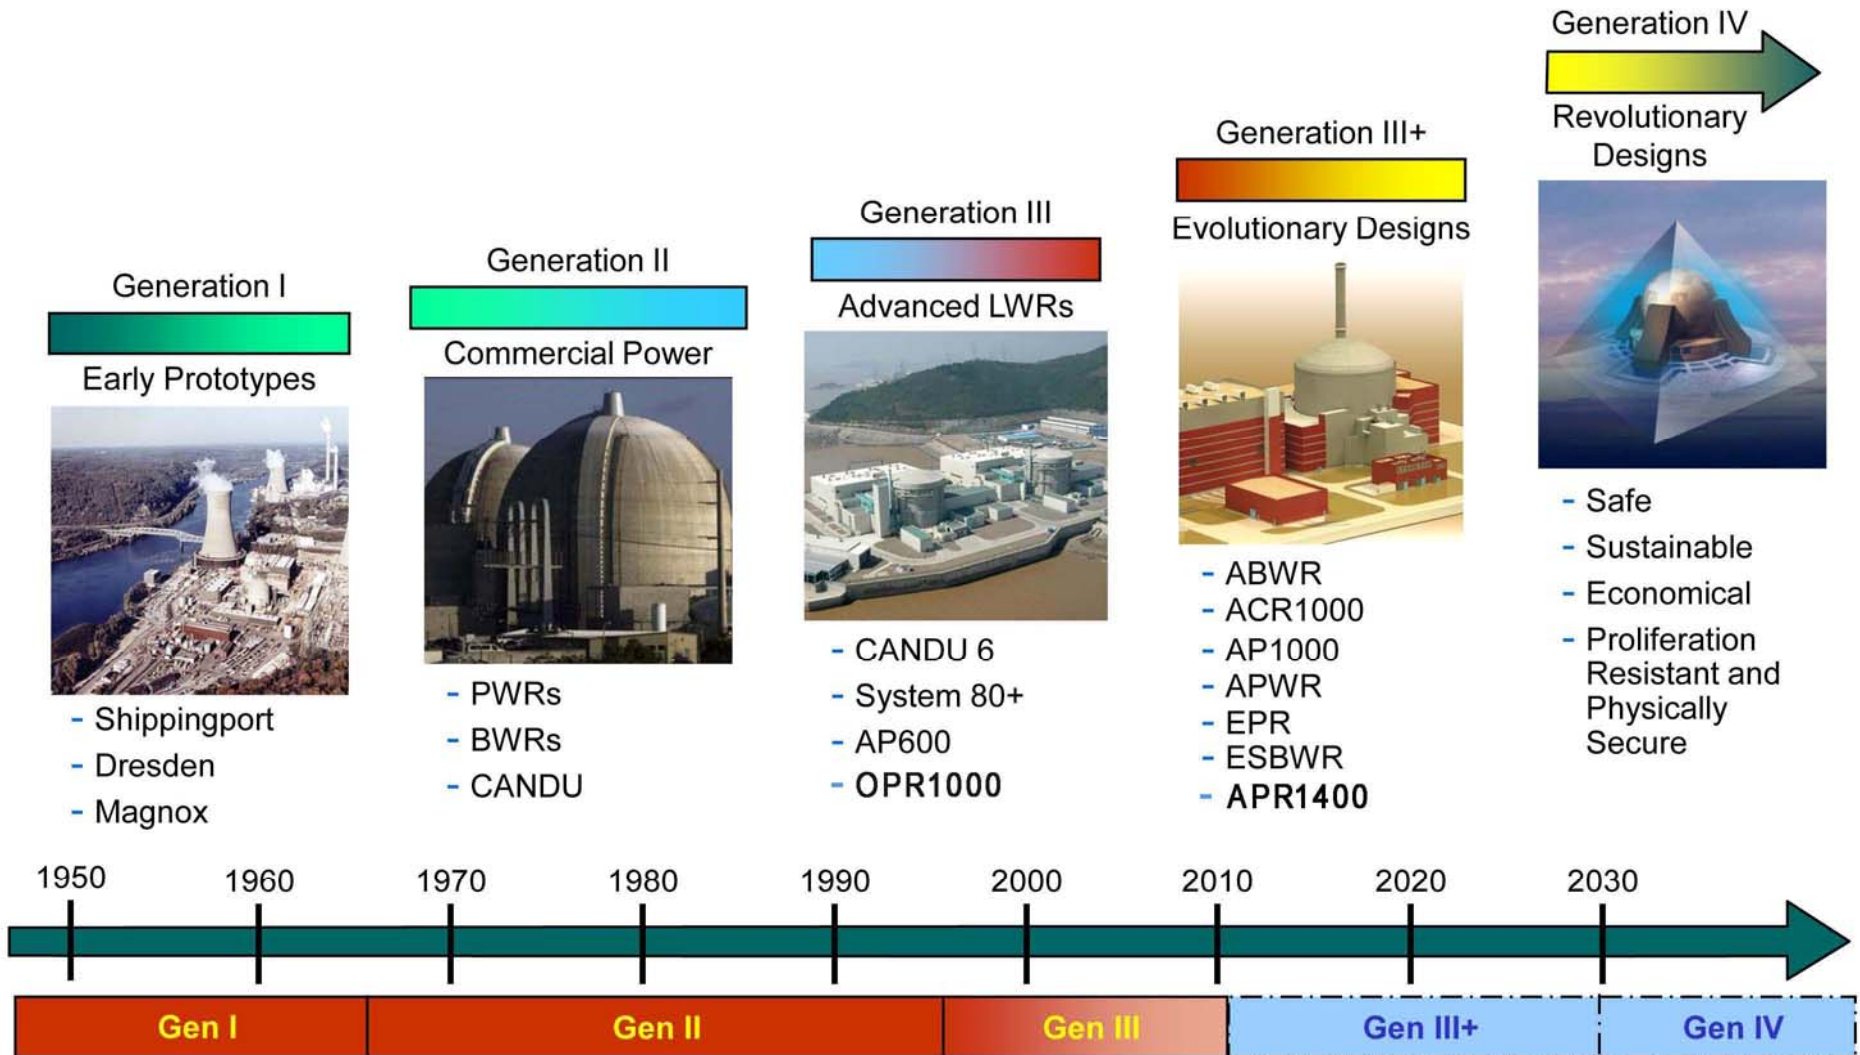 Generation I
Early Prototypes
- Shippingport
- Dresden
- Magnox
Generation II
Commercial Power
- PWRs
- BWRs
- CANDU
Generation III
Advanced LWRs
- CANDU 6
- System 80+
- AP600
- OPR1000
Generation III+
Evolutionary Designs
- ABWR
- ACR1000
- AP1000
- APWR
- EPR
- ESBWR
- APR1400
Generation IV
Revolutionary
Designs
- Safe
- Sustainable
- Economical
- Proliferation
Resistant and
Physically
Secure
1950 1960 1970 1980 1990 2000 2010 2020 2030
Gen I Gen II Gen III Gen III+ Gen IV